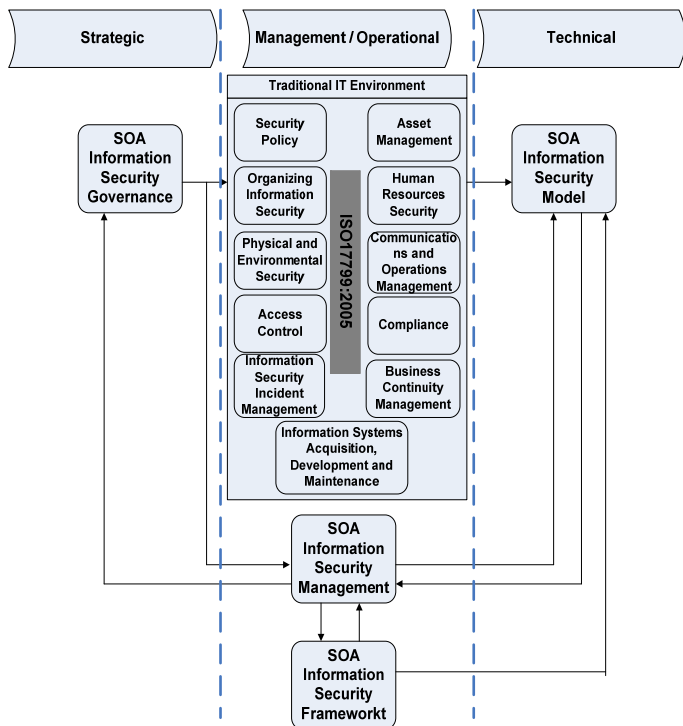 Strategic
Management / Operational
Technical
Traditional IT Environment
Security
Policy
Asset
Management
SOA
Information
Security
Governance
Organizing
Information
Security
Human
Resources
Security
SOA
Information
Security
Model
ISO17799:2005
Physical and
Environmental
Security
Communicatio
ns and
Operations
Management
Access
Control
Compliance
Information
Security
Incident
Management
Business
Continuity
Management
Information Systems
Acquisition,
Development and
Maintenance
SOA
Information
Security
Management
SOA
Information
Security
Frameworkt